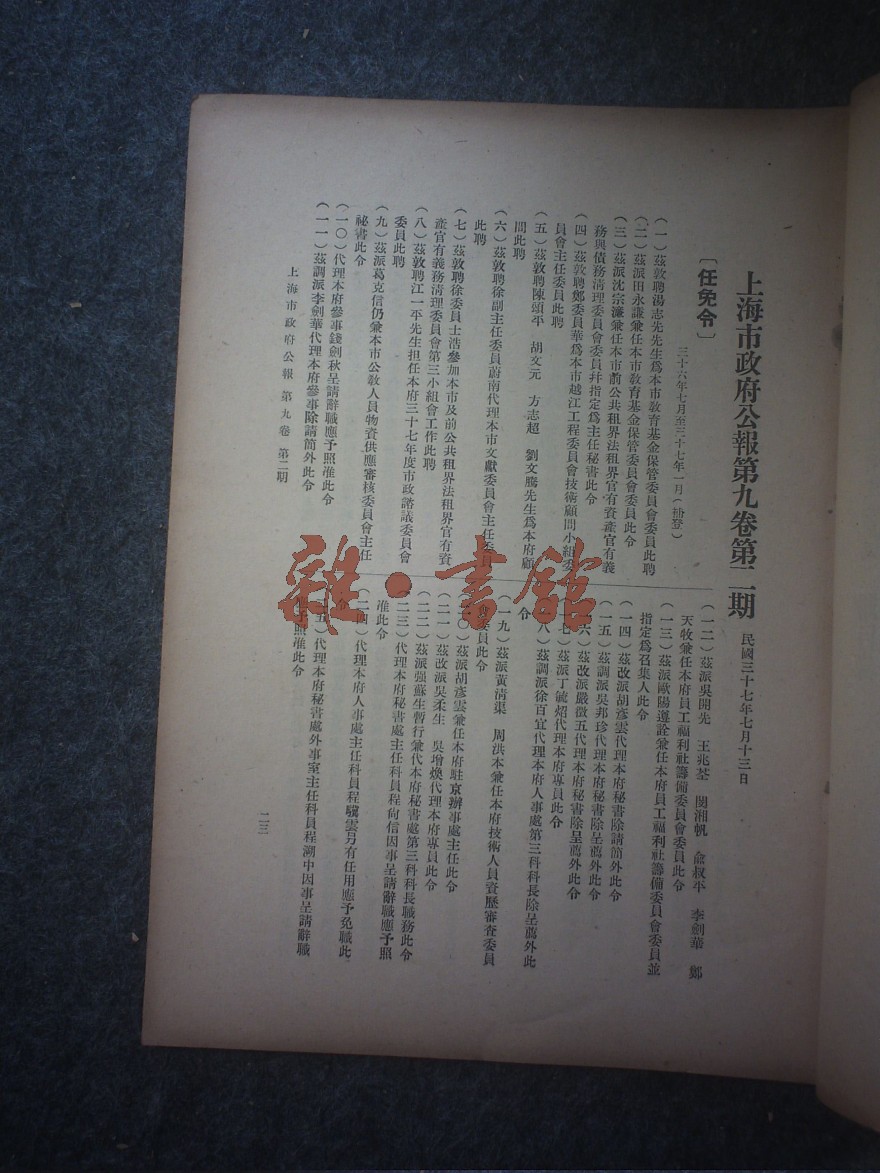 上海市政府公報第九卷第二期
民國三十七年七月十三日
〔任免令〕
三十六年七月至三十七年一月(補登)
(一)茲敦聘湯志先先生爲本市敎育基金保管委員會委員此聘
(二)茲派田永謙兼任本市敎育基金保管委員會委員此令
(三)茲派沈宗濂兼任本市前公共租界法租界官有資產官有義
務與債務淸理委員會委員幷指定爲主任秘書此令
(四)茲敦聘鄭委員華爲本市越江工程委員會技術顧問小組委
員會主任委員此聘
(五)茲敦聘陳頭平 胡文元 方志超 劉文騰先生爲本府顧
問此聘
(六)茲敦聘徐副主任委員蔚南代理本市文獻委員會主任委員
此聘
(七)茲敦聘徐委員士浩參加本市及前公共租界法租界官有資
產官有義務淸理委員會第三小組會工作此聘
(八)茲敦聘江一平先生担任本府三十七年度市政諮議委員會
委員此聘
(九)茲派葛克信仍兼本市公敎人員物資供應審核委員會主任
祕書此令
(一〇)代理本府參事錢劍秋呈請辭職應予照准此令
(一一)茲調派李劍華代理本府參事除請簡外此令
(一二)茲派吳開先 王兆荃 閔湘帆 俞叔平 李劍華 鄭
天牧兼任本府員工福利社籌備委員會委員此令
(一三)茲派歐陽遵詮兼任本府員工福利社籌備委員會委員並
指定爲召集人此令
(一四)茲改派胡彥雲代理本府秘書除請簡外此令
(一五)茲調派吳邦珍代理本府秘書除呈薦外此令
六)茲改派嚴徵五代理本府秘書除呈薦外此令
七)茲派丁毓炤代理本府專員此令
八)茲調派徐百宜代理本府人事處第三科科長除呈薦外此
令
(一九)茲派黃淸渠 周洪本兼任本府技術人員資歷審查委員
會委員此令
〇)茲派胡彥雲兼任本府駐京辦事處主任此令
(二一)茲改派吳柔生 吳增煥代理本府專員此令
(二二)茲派張蘇生暫行兼代本府秘書處第三科科長職務此令
(二三)代理本府秘書處主任科員程尙信因事呈請辭職應予照
准此令
(二四)代理本府人事處主任科員程驥雲另有任用應予免職此
令
五)代理本府秘書處外事室主任科員程溯中因事呈請辭職
予照准此令
上海市政府公報 第九卷 第二期
二三
雜·書館